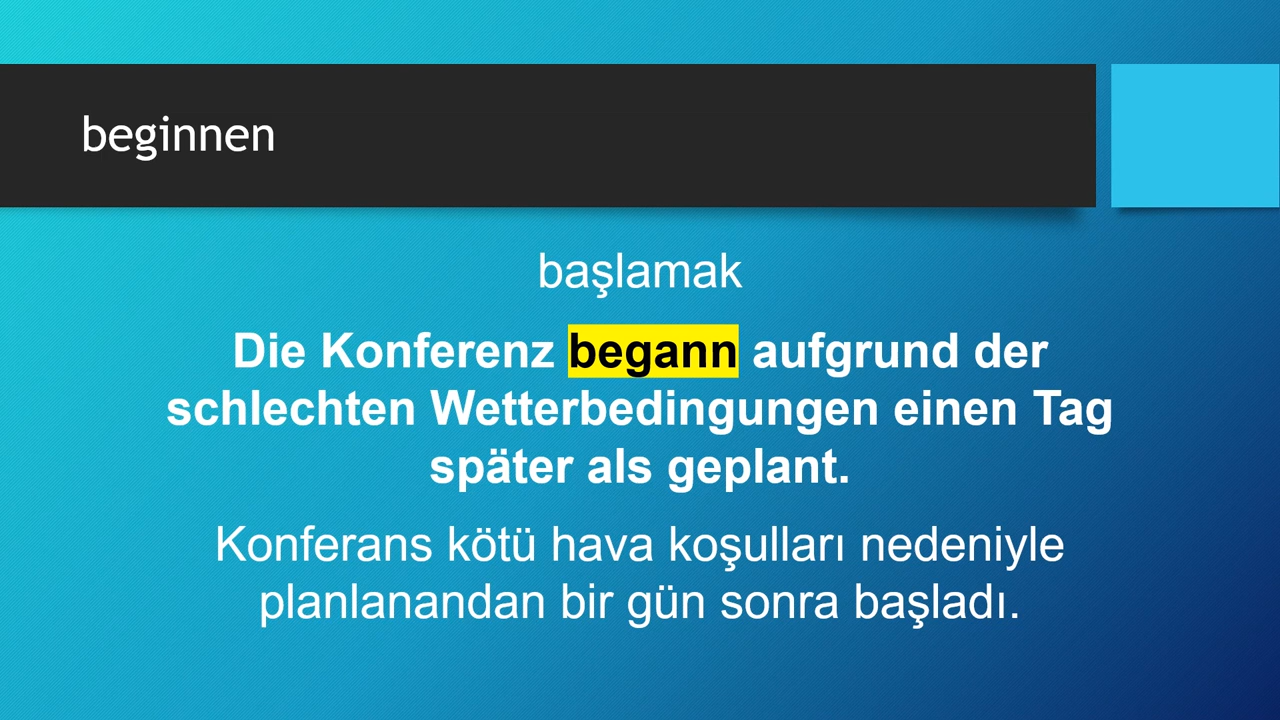 beginnen
başlamak
Die Konferenz begann aufgrund der
schlechten Wetterbedingungen einen Tag
später als geplant.
Konferans kötü hava koşulları nedeniyle
planlanandan bir gün sonra başladı.